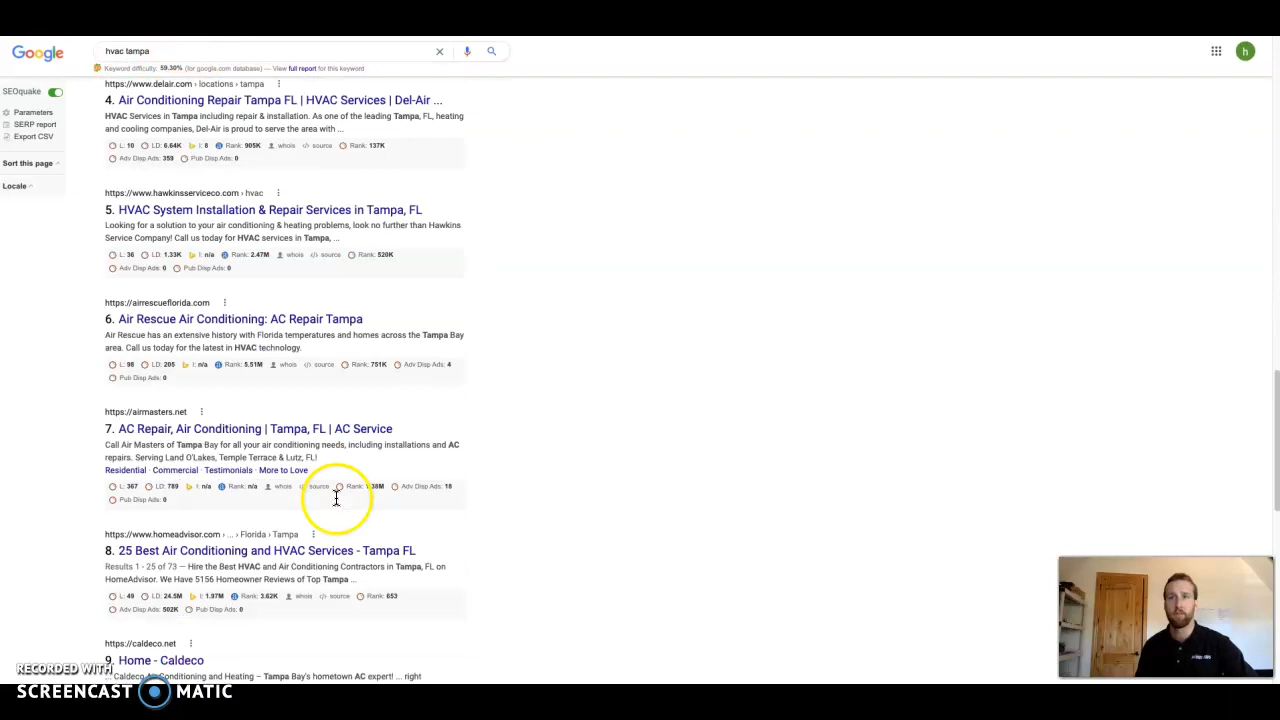 Google
hvac tampa
Keyword difficulty: 59.30% (for google.com database) — View full report for this keyword
h
SEOquake
Parameters
SERP report
Export CSV
Sort this page
Locale
https://www.delair.com › locations › tampa
4. Air Conditioning Repair Tampa FL | HVAC Services | Del-Air ...
HVAC Services in Tampa including repair & installation. As one of the leading Tampa, FL, heating
and cooling companies, Del-Air is proud to serve the area with ...
L: 10 LD: 6.64K I: 8 Rank: 905K whois source Rank: 137K
Adv Disp Ads: 359 Pub Disp Ads: 0
https://www.hawkinsserviceco.com › hvac
5. HVAC System Installation & Repair Services in Tampa, FL
Looking for a solution to your air conditioning & heating problems, look no further than Hawkins
Service Company! Call us today for HVAC services in Tampa, ...
L: 36 LD: 1.33K I: n/a Rank: 2.47M whois source Rank: 520K
Adv Disp Ads: 0 Pub Disp Ads: 0
https://airrescueflorida.com
6. Air Rescue Air Conditioning: AC Repair Tampa
Air Rescue has an extensive history with Florida temperatures and homes across the Tampa Bay
area. Call us today for the latest in HVAC technology.
L: 98 LD: 205 I: n/a Rank: 5.51M whois source Rank: 751K Adv Disp Ads: 4
Pub Disp Ads: 0
https://airmasters.net
7. AC Repair, Air Conditioning | Tampa, FL | AC Service
Call Air Masters of Tampa Bay for all your air conditioning needs, including installations and AC
repairs. Serving Land O'Lakes, Temple Terrace & Lutz, FL!
Residential · Commercial · Testimonials · More to Love
L: 367 LD: 789 I: n/a Rank: n/a whois source Rank: Adv Disp Ads: 18
Pub Disp Ads: 0
https://www.homeadvisor.com › ... › Florida › Tampa
8. 25 Best Air Conditioning and HVAC Services - Tampa FL
Results 1 - 25 of 73 — Hire the Best HVAC and Air Conditioning Contractors in Tampa, FL on
HomeAdvisor. We Have 5156 Homeowner Reviews of Top Tampa ...
L: 49 LD: 24.5M I: 1.97M Rank: 3.62K whois source Rank: 653
Adv Disp Ads: 502K Pub Disp Ads: 0
https://caldeco.net
9. Home - Caldeco
Conditioning and Heating – Tampa Bay's hometown AC expert! ... right
RECORDED WITH
SCREENCAST MATIC